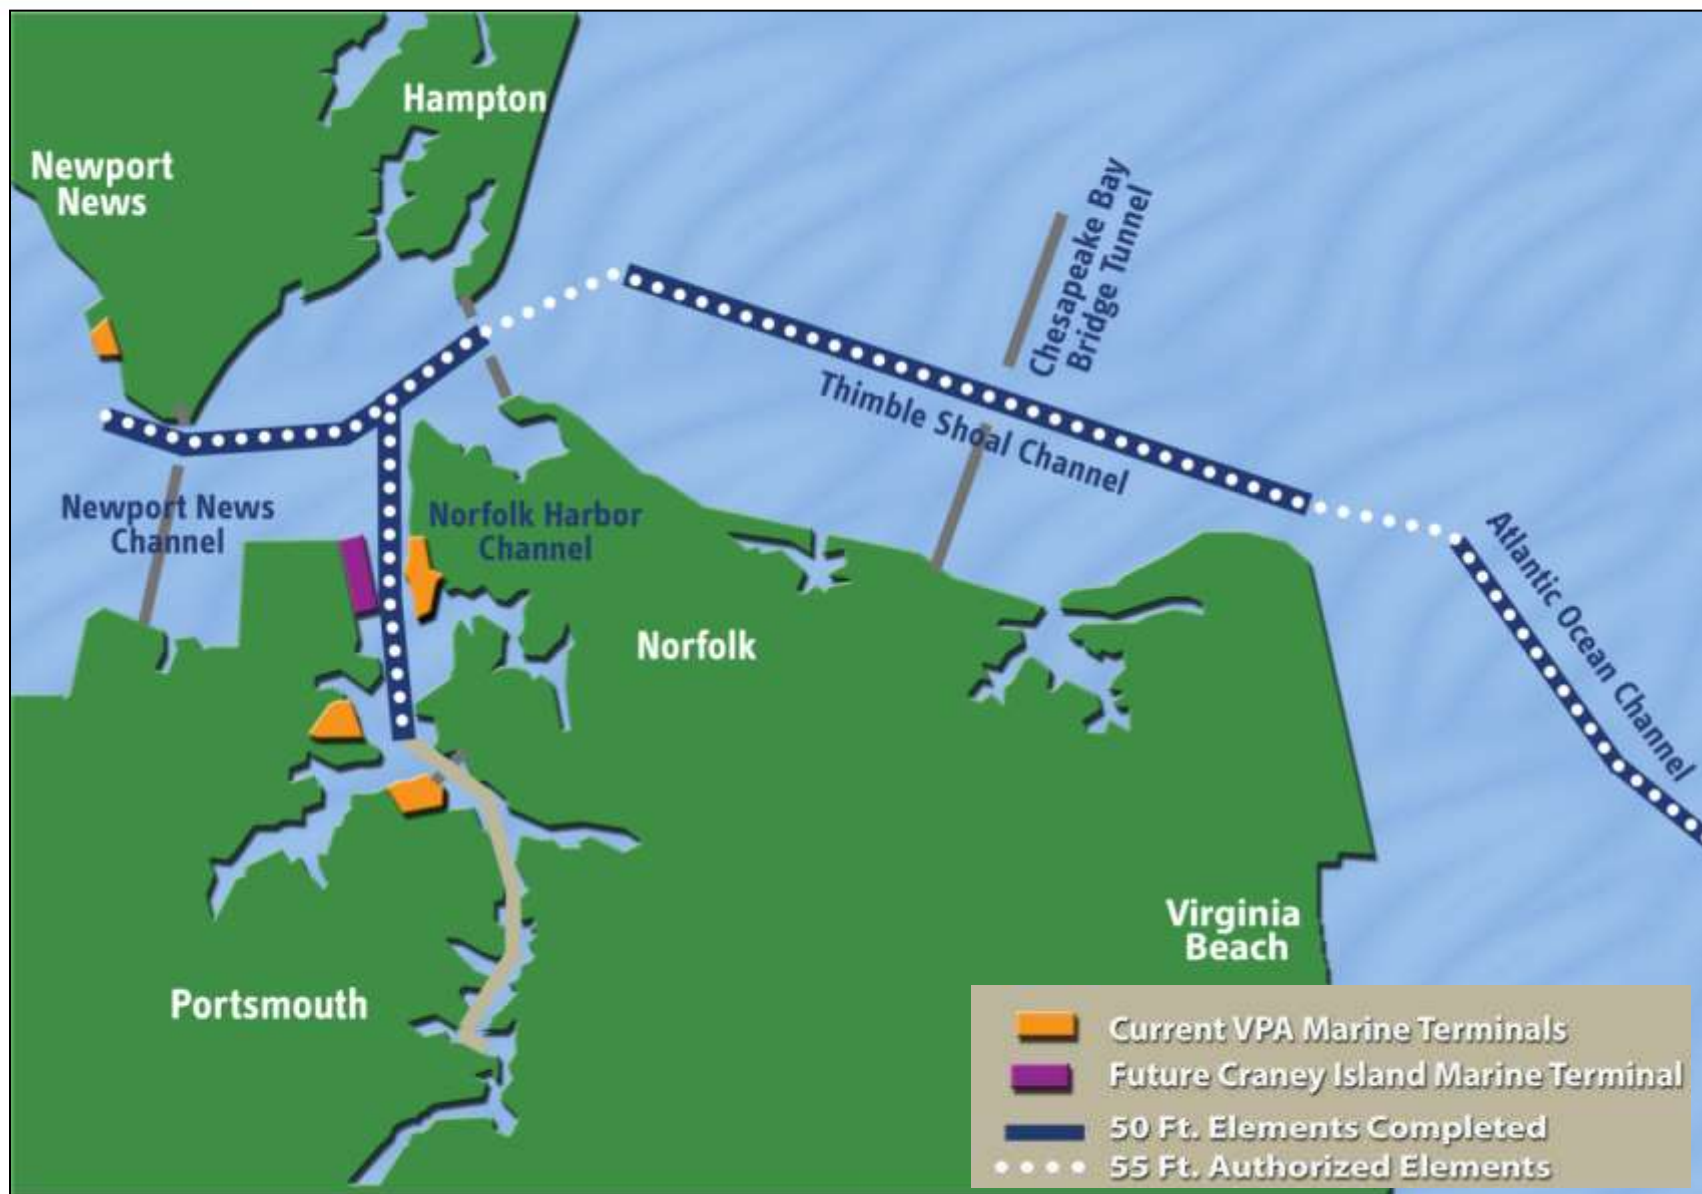 Hampton
Newport
News
Chesapeake Bay
Bridge Tunnel
Thimble Shoal Channel
Newport News
Channel
Norfolk Harbor
Channel
Atlantic Ocean Channel
Norfolk
Virginia
Beach
Portsmouth
Current VPA Marine Terminals
Future Craney Island Marine Terminal
50 Ft. Elements Completed
55 Ft. Authorized Elements